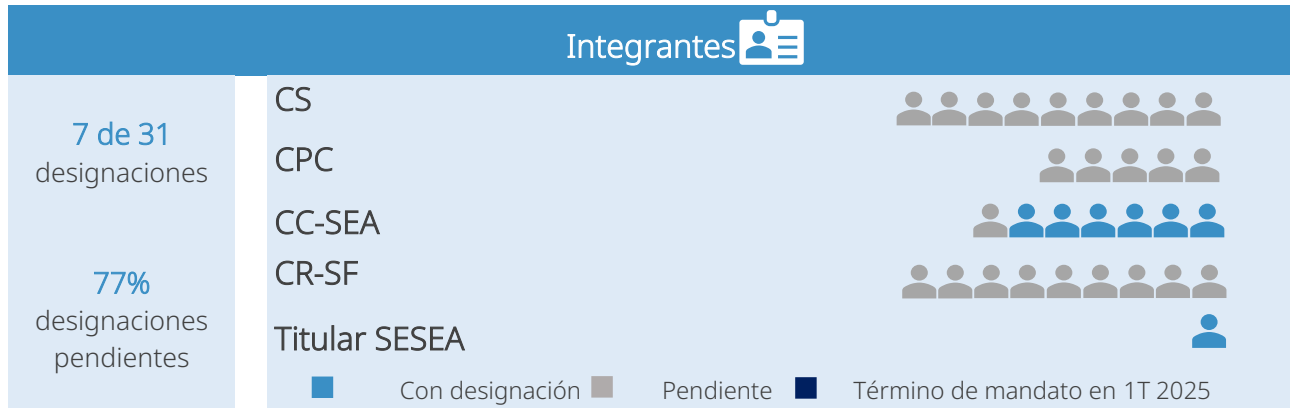 Integrantes
7 de 31
designaciones
77%
designaciones
pendientes
CS
CPC
CC-SEA
CR-SF
Titular SESEA
Con designación
Pendiente
Término de mandato en 1T 2025